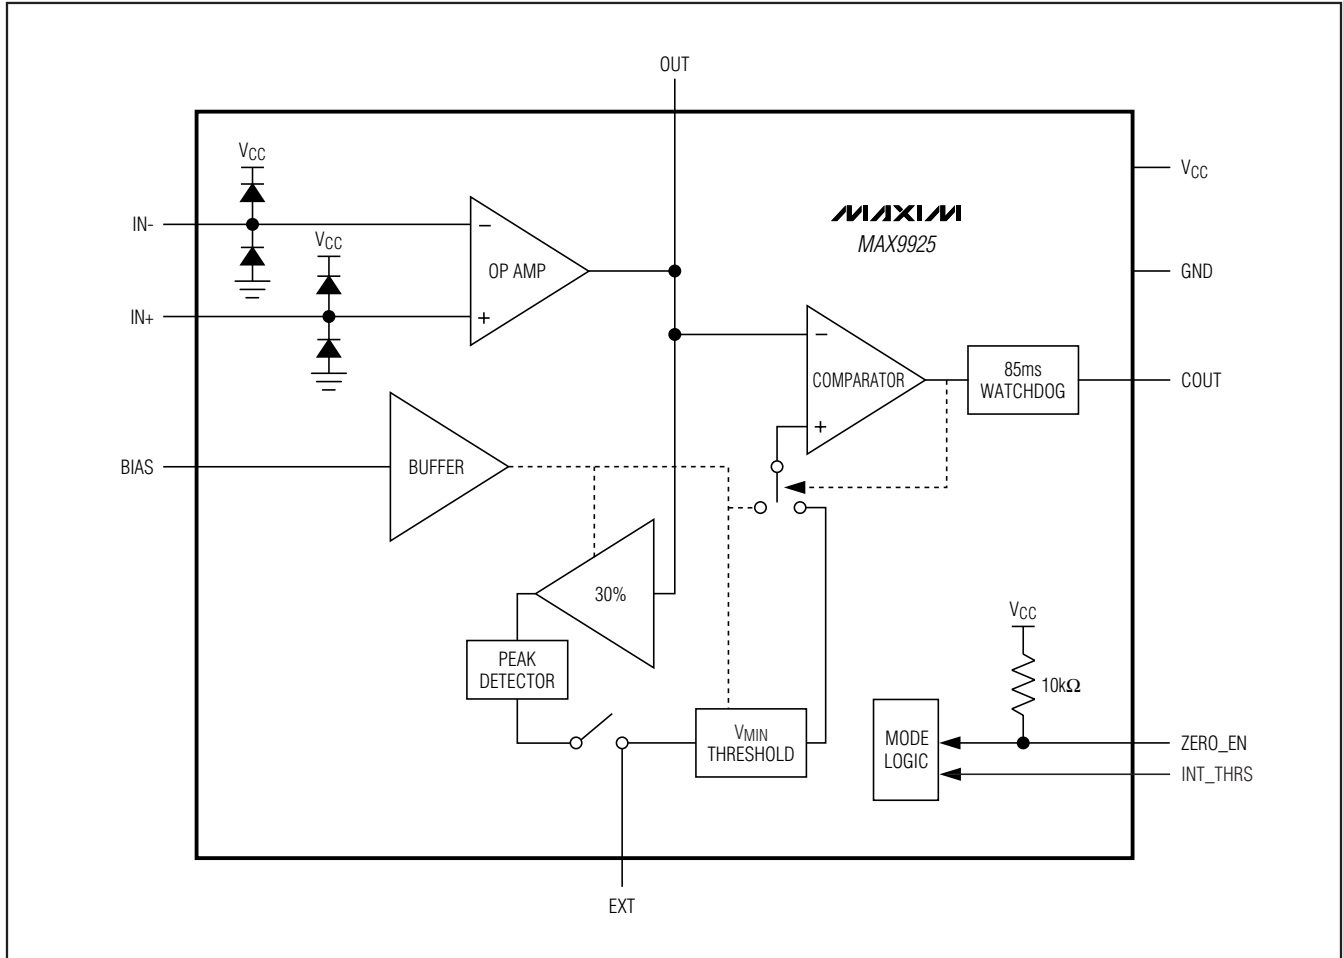 OUT
VCC
VCC
IN-
MAXIM
MAX9925
VCC
−
OP AMP
GND
IN+
+
−
COMPARATOR
85ms
WATCHDOG
COUT
+
BIAS
BUFFER
30%
VCC
PEAK
DETECTOR
10kΩ
VMIN
THRESHOLD
MODE
LOGIC
ZERO_EN
INT_THRS
EXT